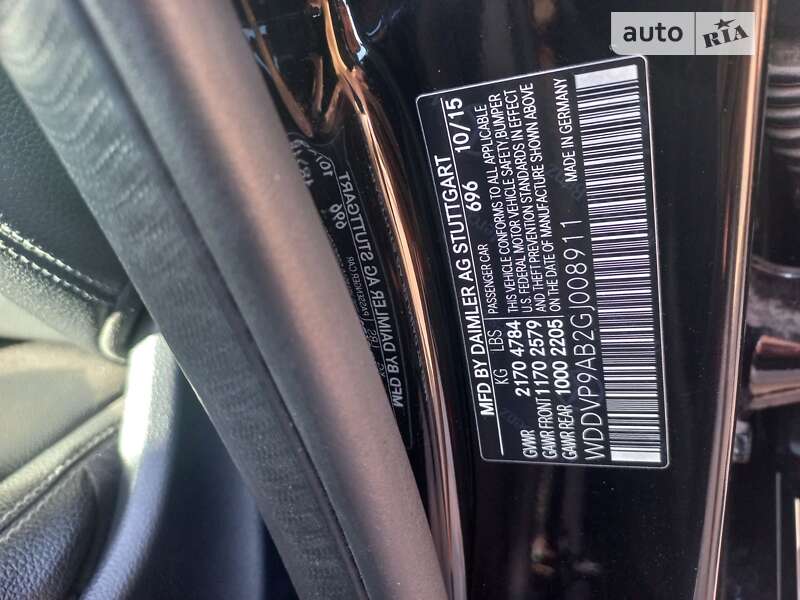 auto RIA
MFD BY DAIMLER AG STUTTGART
696 10/15
PASSENGER CAR
KG LBS
GVWR 2170 4784
GAWR FRONT 1170 2579
GAWR REAR 1000 2205
THIS VEHICLE CONFORMS TO ALL APPLICABLE
U.S. FEDERAL MOTOR VEHICLE SAFETY, BUMPER
AND THEFT PREVENTION STANDARDS IN EFFECT
ON THE DATE OF MANUFACTURE SHOWN ABOVE
WDDVP9AB2GJ008911
MADE IN GERMANY
696
MFD BY DAIMLER AG STUTTGART
PASSENGER CAR